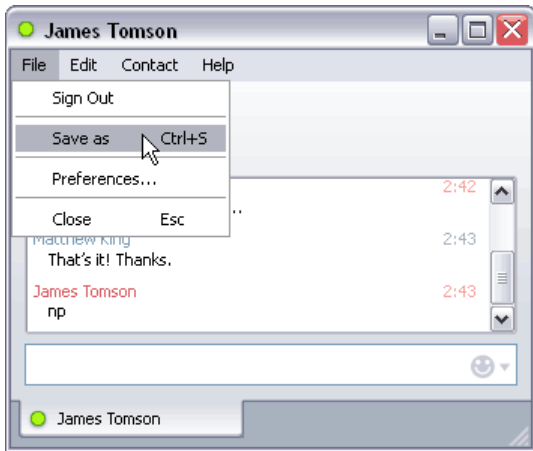 James Tomson
File Edit Contact Help
Sign Out
Save as Ctrl+S
Preferences...
Close Esc
2:42
..
Matthew King 2:43
That's it! Thanks.
James Tomson 2:43
np
James Tomson